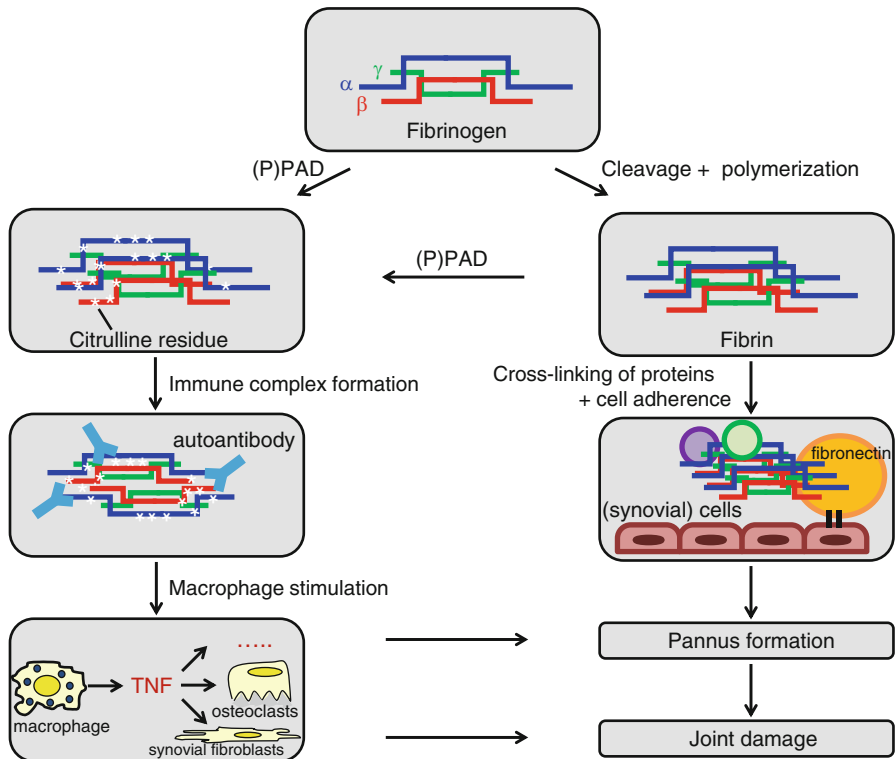 γ
α
β
Fibrinogen
(P)PAD
Cleavage + polymerization
(P)PAD
Citrulline residue
Fibrin
Immune complex formation
Cross-linking of proteins
+ cell adherence
autoantibody
fibronectin
(synovial) cells
Macrophage stimulation
TNF
.....
macrophage
osteoclasts
synovial fibroblasts
Pannus formation
Joint damage